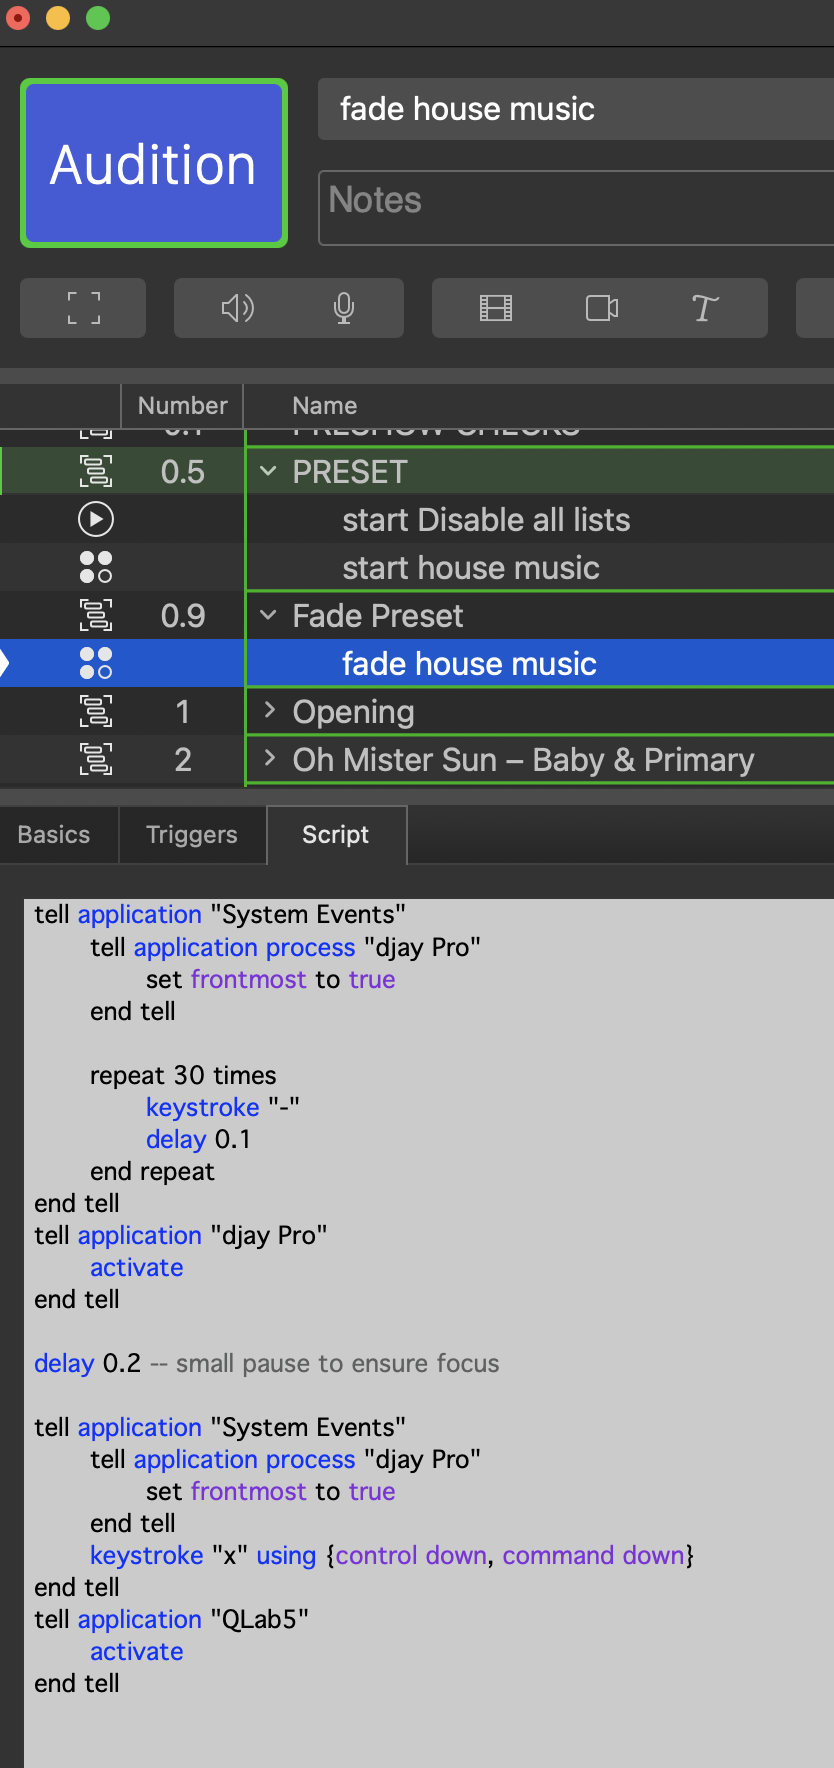 Audition
fade house music
Notes
Number Name
PRESHOW CHECKS
0.5 PRESET
start Disable all lists
start house music
0.9 Fade Preset
fade house music
1 Opening
2 Oh Mister Sun – Baby & Primary
Basics Triggers Script
tell application "System Events"
tell application process "djay Pro"
set frontmost to true
end tell
repeat 30 times
keystroke "-"
delay 0.1
end repeat
end tell
tell application "djay Pro"
activate
end tell
delay 0.2 -- small pause to ensure focus
tell application "System Events"
tell application process "djay Pro"
set frontmost to true
end tell
keystroke "x" using {control down, command down}
end tell
tell application "QLab5"
activate
end tell